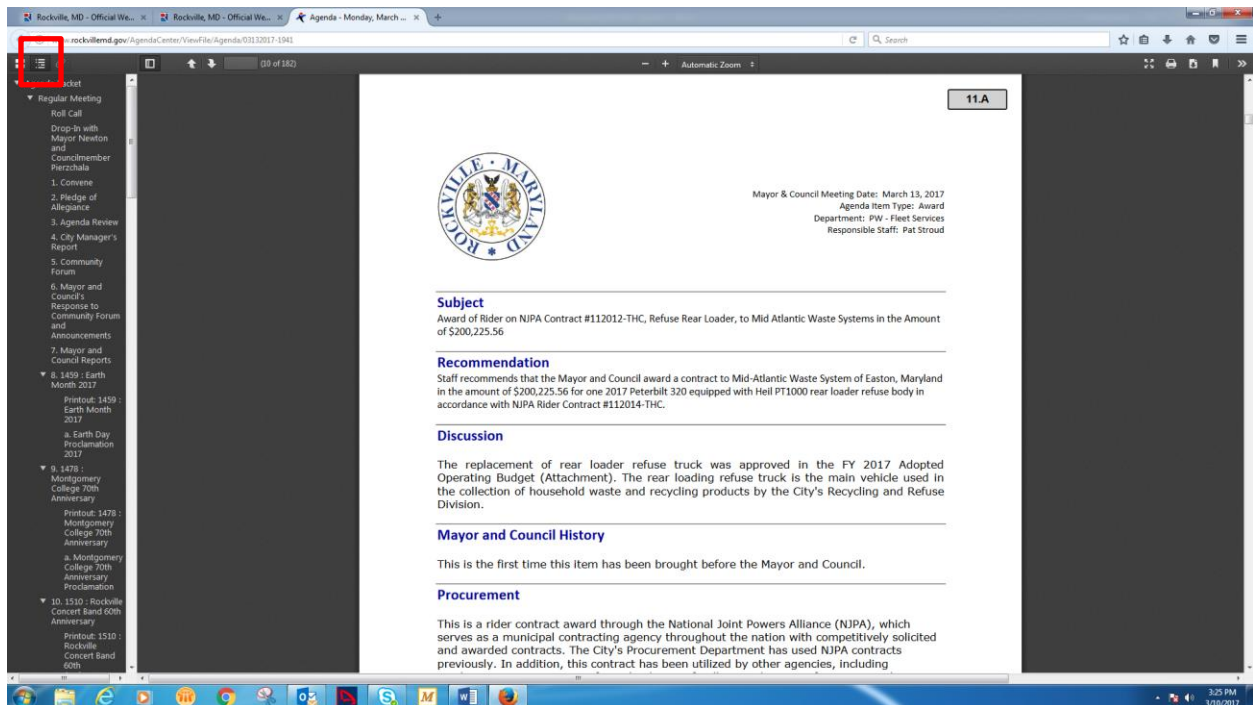 Rockville, MD - Official We...
Rockville, MD - Official We...
Agenda - Monday, March ...
rockvillemd.gov/AgendaCenter/ViewFile/Agenda/03132017-1941
Search
(10 of 182)
Automatic Zoom
Regular Meeting
Roll Call
Drop-In with
Mayor Newton
and
Councilmember
Pierzchala
1. Convene
2. Pledge of
Allegiance
3. Agenda Review
4. City Manager's
Report
5. Community
Forum
6. Mayor and
Council's
Response to
Community Forum
and
Announcements
7. Mayor and
Council Reports
8. 1459 : Earth
Month 2017
Printout: 1459 :
Earth Month
2017
a. Earth Day
Proclamation
2017
9. 1478 :
Montgomery
College 70th
Anniversary
Printout: 1478 :
Montgomery
College 70th
Anniversary
a. Montgomery
College 70th
Anniversary
Proclamation
10. 1510 : Rockville
Concert Band 60th
Anniversary
Printout: 1510 :
Rockville
Concert Band
60th
11.A
ROCKVILLE • MARYLAND
Mayor & Council Meeting Date: March 13, 2017
Agenda Item Type: Award
Department: PW - Fleet Services
Responsible Staff: Pat Stroud
Subject
Award of Rider on NJPA Contract #112012-THC, Refuse Rear Loader, to Mid Atlantic Waste Systems in the Amount
of $200,225.56
Recommendation
Staff recommends that the Mayor and Council award a contract to Mid-Atlantic Waste System of Easton, Maryland
in the amount of $200,225.56 for one 2017 Peterbilt 320 equipped with Heil PT1000 rear loader refuse body in
accordance with NJPA Rider Contract #112014-THC.
Discussion
The replacement of rear loader refuse truck was approved in the FY 2017 Adopted
Operating Budget (Attachment). The rear loading refuse truck is the main vehicle used in
the collection of household waste and recycling products by the City's Recycling and Refuse
Division.
Mayor and Council History
This is the first time this item has been brought before the Mayor and Council.
Procurement
This is a rider contract award through the National Joint Powers Alliance (NJPA), which
serves as a municipal contracting agency throughout the nation with competitively solicited
and awarded contracts. The City's Procurement Department has used NJPA contracts
previously. In addition, this contract has been utilized by other agencies, including
3:25 PM
3/10/2017